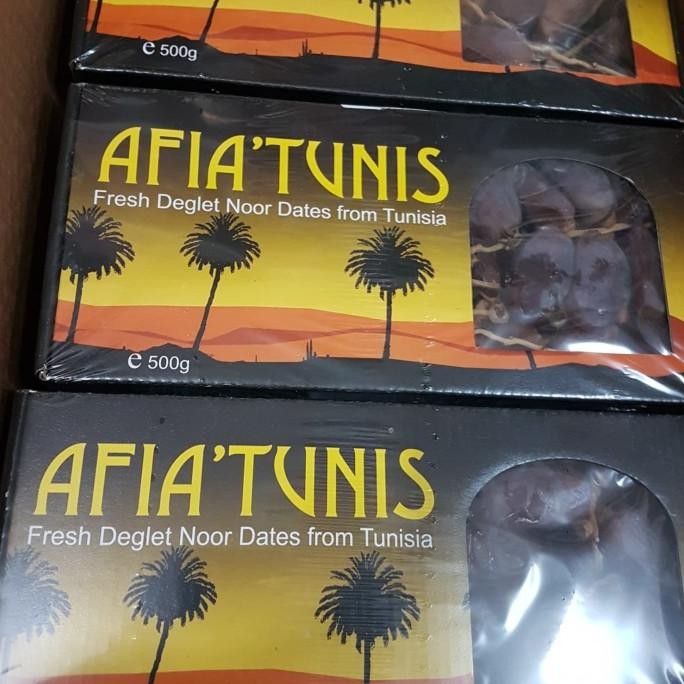 ℮ 500g
AFIA'TUNIS
Fresh Deglet Noor Dates from Tunisia
℮ 500g
AFIA'TUNIS
Fresh Deglet Noor Dates from Tunisia